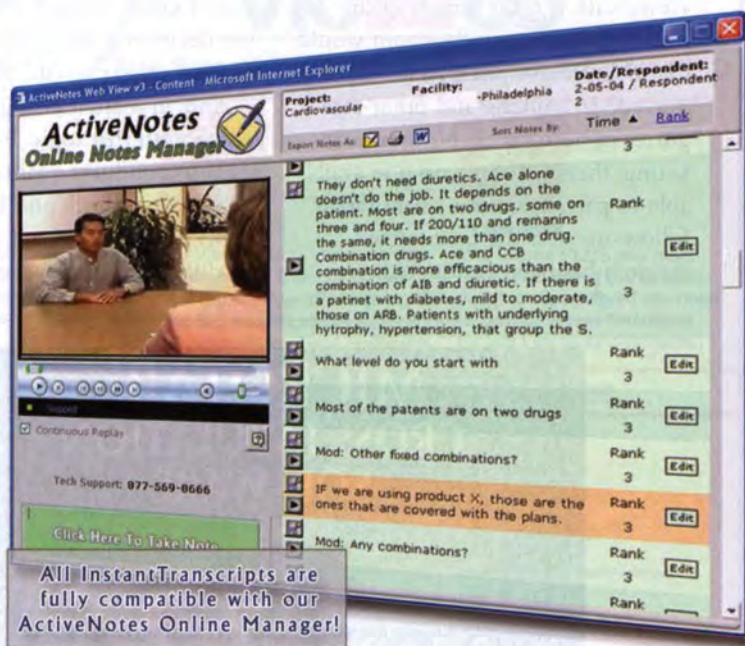 ActiveNotes Web View v3 - Content - Microsoft Internet Explorer
ActiveNotes
OnLine Notes Manager
Project:
Cardiovascular
Facility:
-Philadelphia
Date/Respondent:
2-05-04 / Respondent
2
Export Notes As:
W
Sort Notes By:
Time ▲ Rank
3
They don't need diuretics. Ace alone
doesn't do the job. It depends on the
patient. Most are on two drugs. some on
three and four. If 200/110 and remanins
the same, it needs more than one drug.
Combination drugs. Ace and CCB
combination is more efficacious than the
combination of AIB and diuretic. If there is
a patinet with diabetes, mild to moderate,
those on ARB. Patients with underlying
hytrophy, hypertension, that group the S.
Rank
3
Edit
What level do you start with
Rank
3
Edit
Most of the patents are on two drugs
Rank
3
Edit
Mod: Other fixed combinations?
Rank
3
Edit
IF we are using product X, those are the
ones that are covered with the plans.
Rank
3
Edit
Mod: Any combinations?
Rank
3
Edit
Rank
Continuous Replay
Tech Support: 877-569-8666
Click Here To Take Note
All InstantTranscripts are
fully compatible with our
ActiveNotes Online Manager!